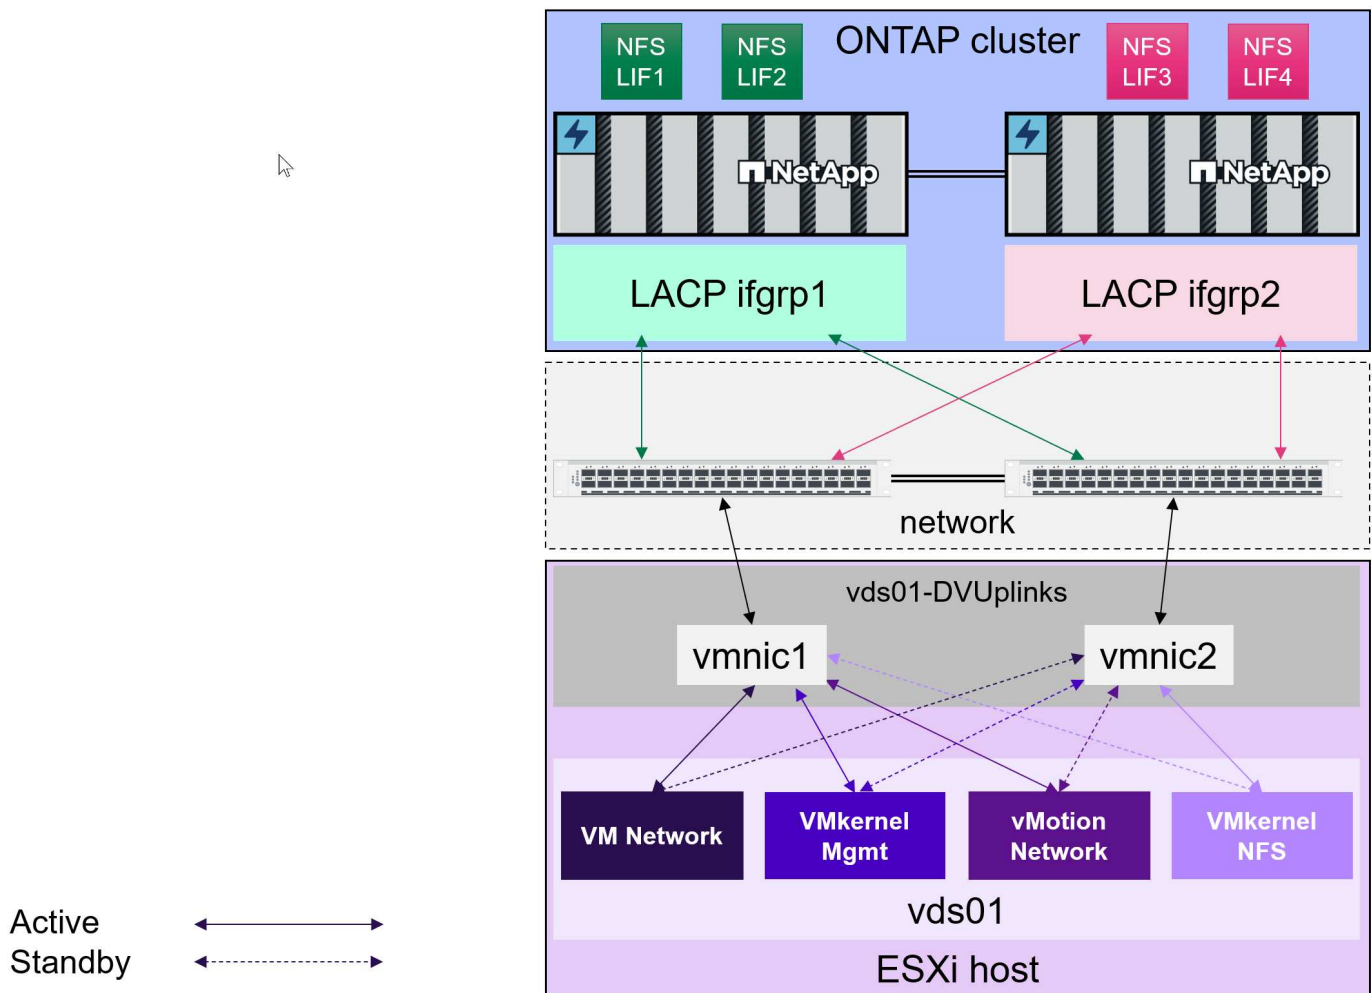 ONTAP cluster
NFS
LIF1
NFS
LIF2
NFS
LIF3
NFS
LIF4
NetApp
NetApp
LACP ifgrp1
LACP ifgrp2
network
vds01-DVUplinks
vmnic1
vmnic2
VM Network
VMkernel
Mgmt
vMotion
Network
VMkernel
NFS
vds01
ESXi host
Active
Standby